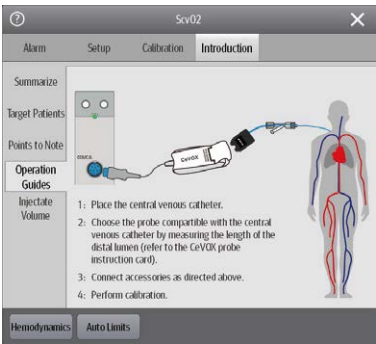 ScvO2
Alarm
Setup
Calibration
Introduction
Summarize
Target Patients
Points to Note
Operation
Guides
Injectate
Volume
CeVOX
1: Place the central venous catheter.
2: Choose the probe compartible with the central
venous catheter by measuring the length of the
distal lumen (refer to the CeVOX probe
instruction card).
3: Connect accessories as directed above.
4: Perform calibration.
Hemodynamics
Auto Limits